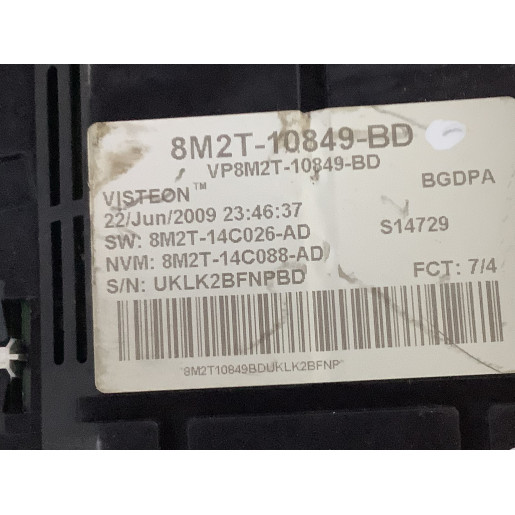 8M2T-10849-BD
VP8M2T-10849-BD
VISTEON™
BGDPA
22/Jun/2009 23:46:37
SW: 8M2T-14C026-AD
S14729
NVM: 8M2T-14C088-AD
S/N: UKLK2BFNPBD
FCT: 7/4
8M2T10849BDUKLK2BFNP